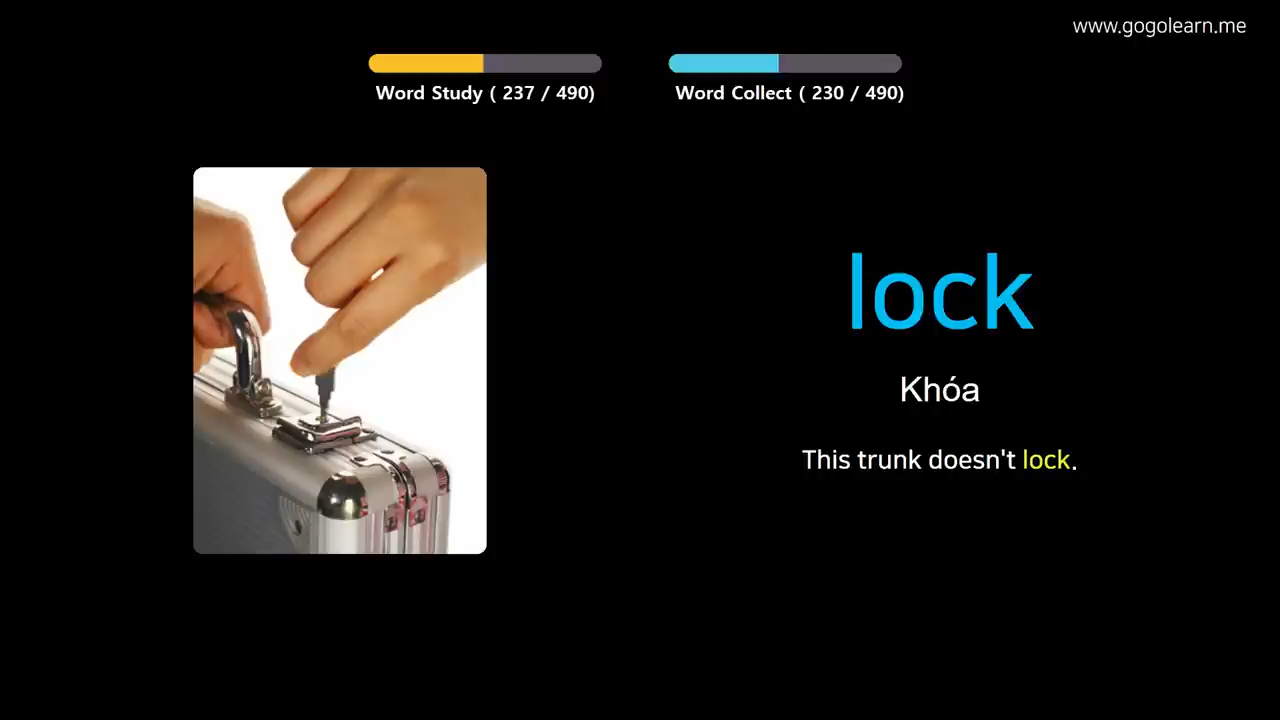 www.gogolearn.me
Word Study ( 237 / 490)
Word Collect ( 230 / 490)
lock
Khóa
This trunk doesn't lock.